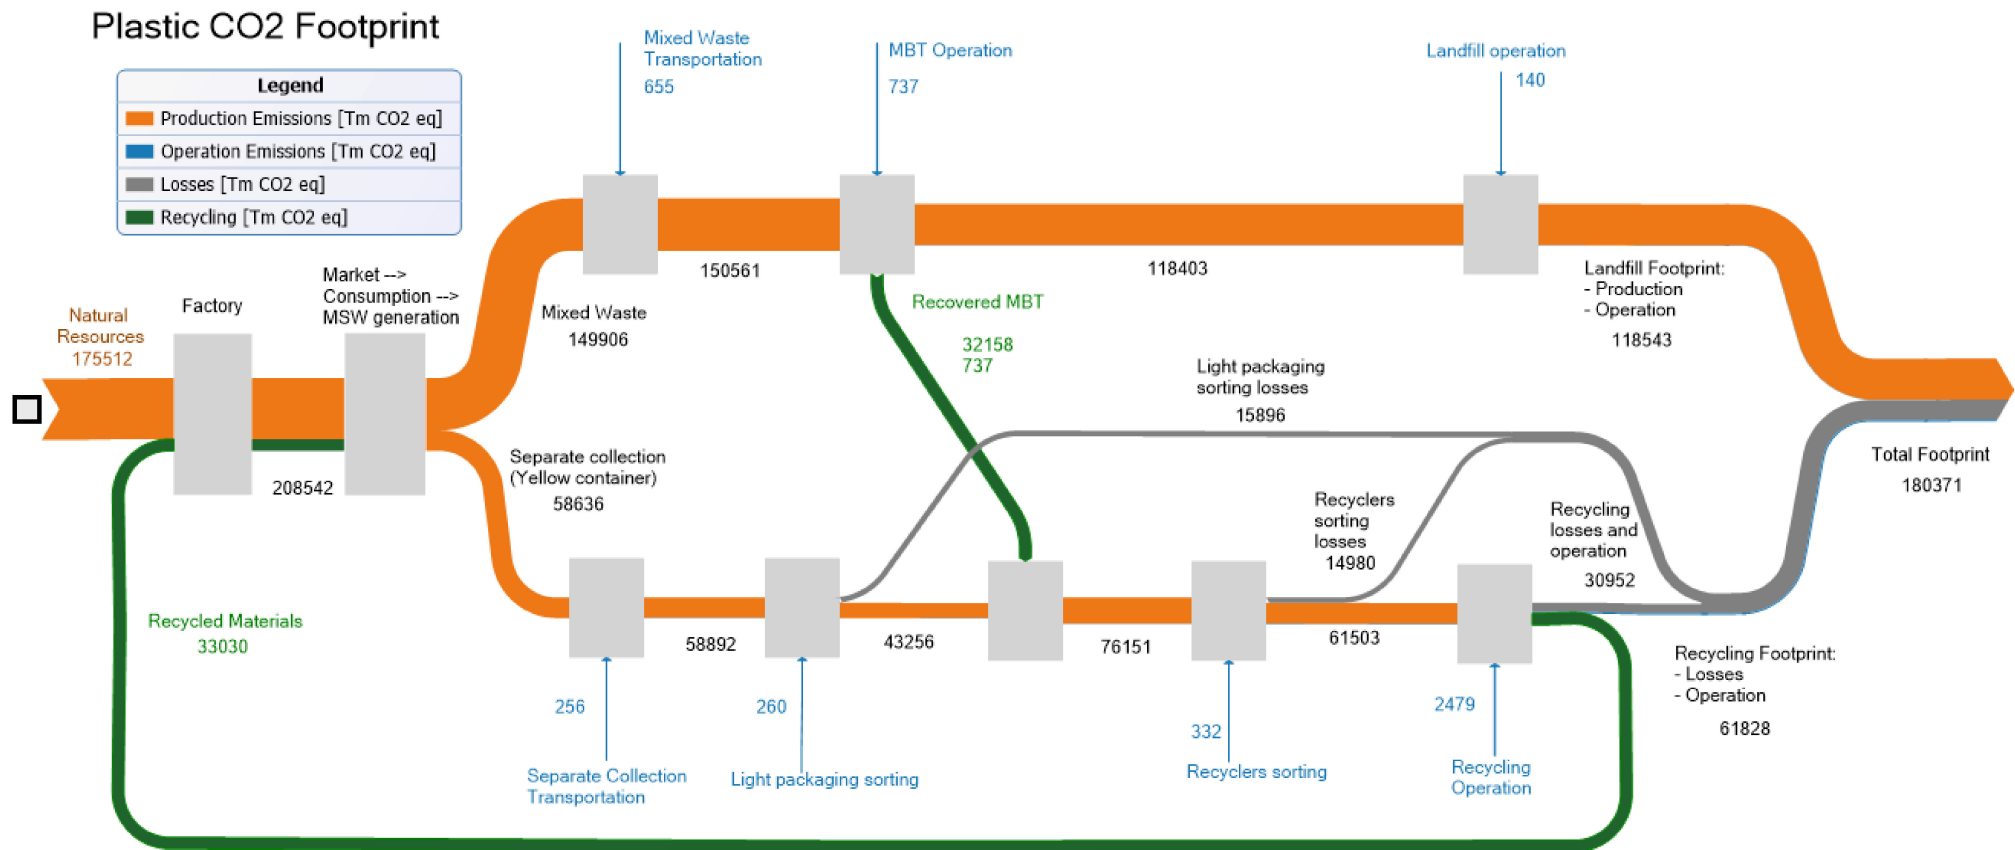 Plastic CO2 Footprint
Legend
Production Emissions [Tm CO2 eq]
Operation Emissions [Tm CO2 eq]
Losses [Tm CO2 eq]
Recycling [Tm CO2 eq]
Mixed Waste
Transportation
655
MBT Operation
737
Landfill operation
140
Natural
Resources
175512
Factory
Market -->
Consumption -->
MSW generation
208542
Mixed Waste
149906
150561
Recovered MBT
32158
737
118403
Landfill Footprint:
- Production
- Operation
118543
Light packaging
sorting losses
15896
Separate collection
(Yellow container)
58636
Recyclers
sorting
losses
14980
Recycling
losses and
operation
30952
Total Footprint
180371
Recycled Materials
33030
58892
43256
76151
61503
256
Separate Collection
Transportation
260
Light packaging sorting
332
Recyclers sorting
2479
Recycling
Operation
Recycling Footprint:
- Losses
- Operation
61828